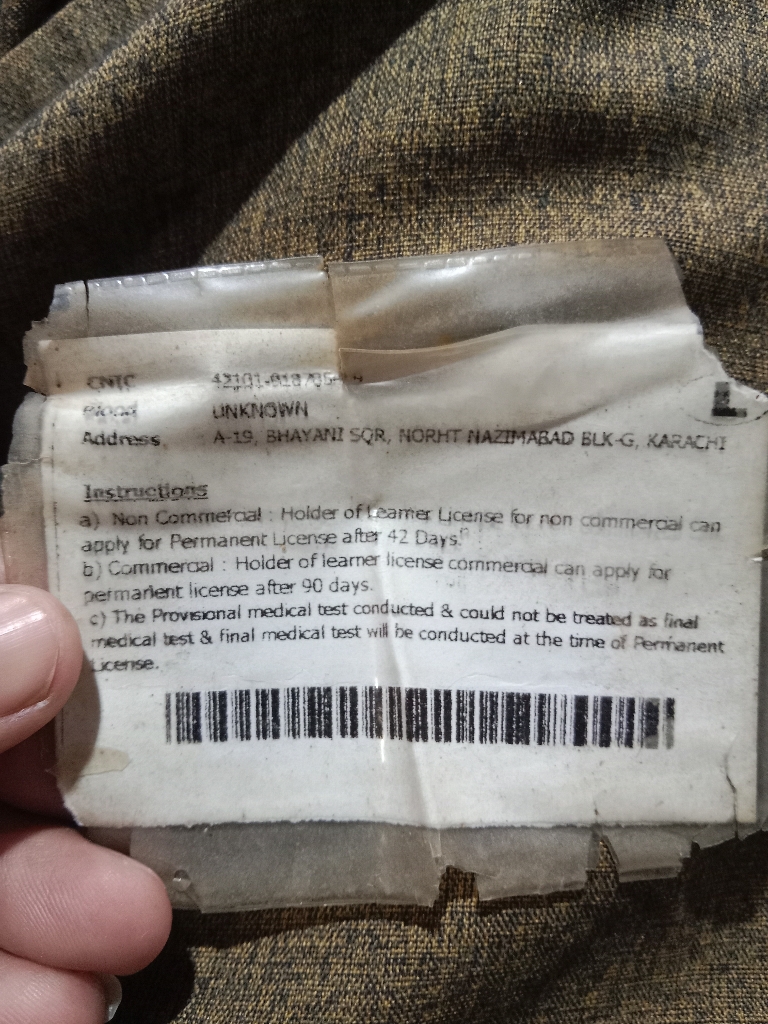 CNIC
Blood UNKNOWN
Address A-19, BHAYANI SQR, NORHT NAZIMABAD BLK-G, KARACHI
L
Instructions
a) Non Commercial : Holder of Learner License for non commercial can
apply for Permanent License after 42 Days.
b) Commercial : Holder of learner license commercial can apply for
permanent license after 90 days.
c) The Provisional medical test conducted & could not be treated as final
medical test & final medical test will be conducted at the time of Permanent
License.